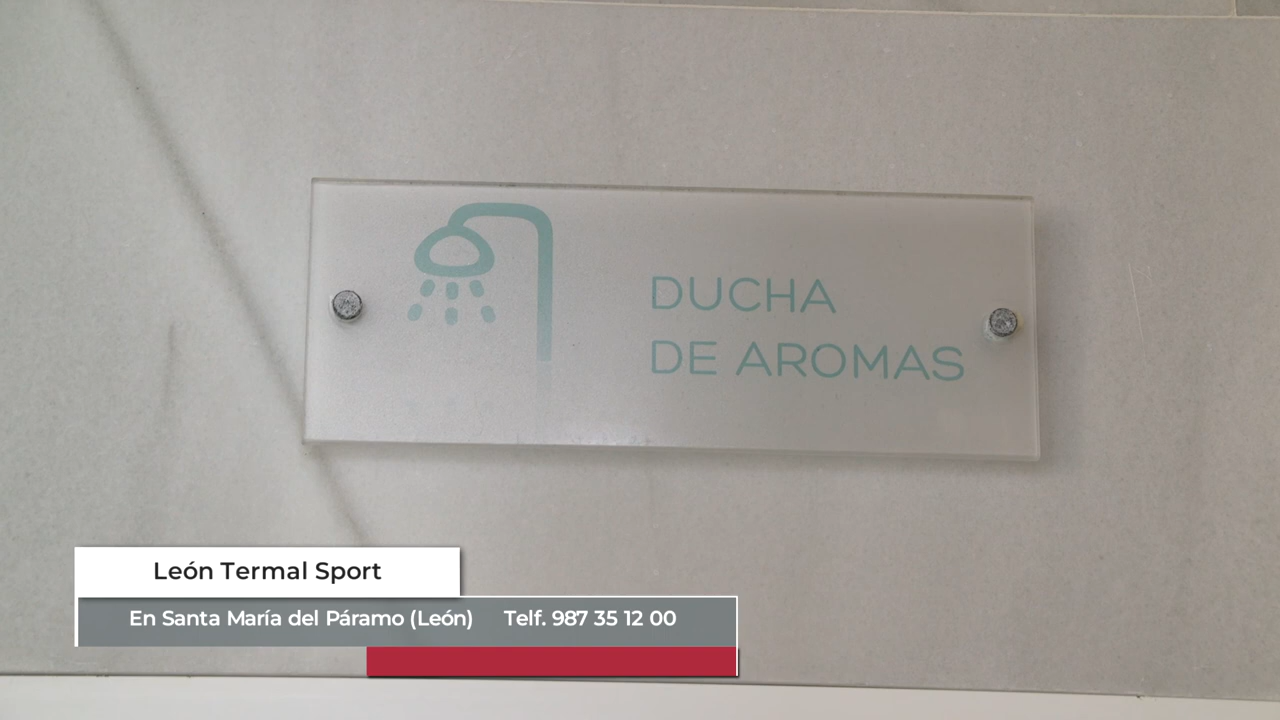 DUCHA
DE AROMAS
León Termal Sport
En Santa María del Páramo (León) Telf. 987 35 12 00